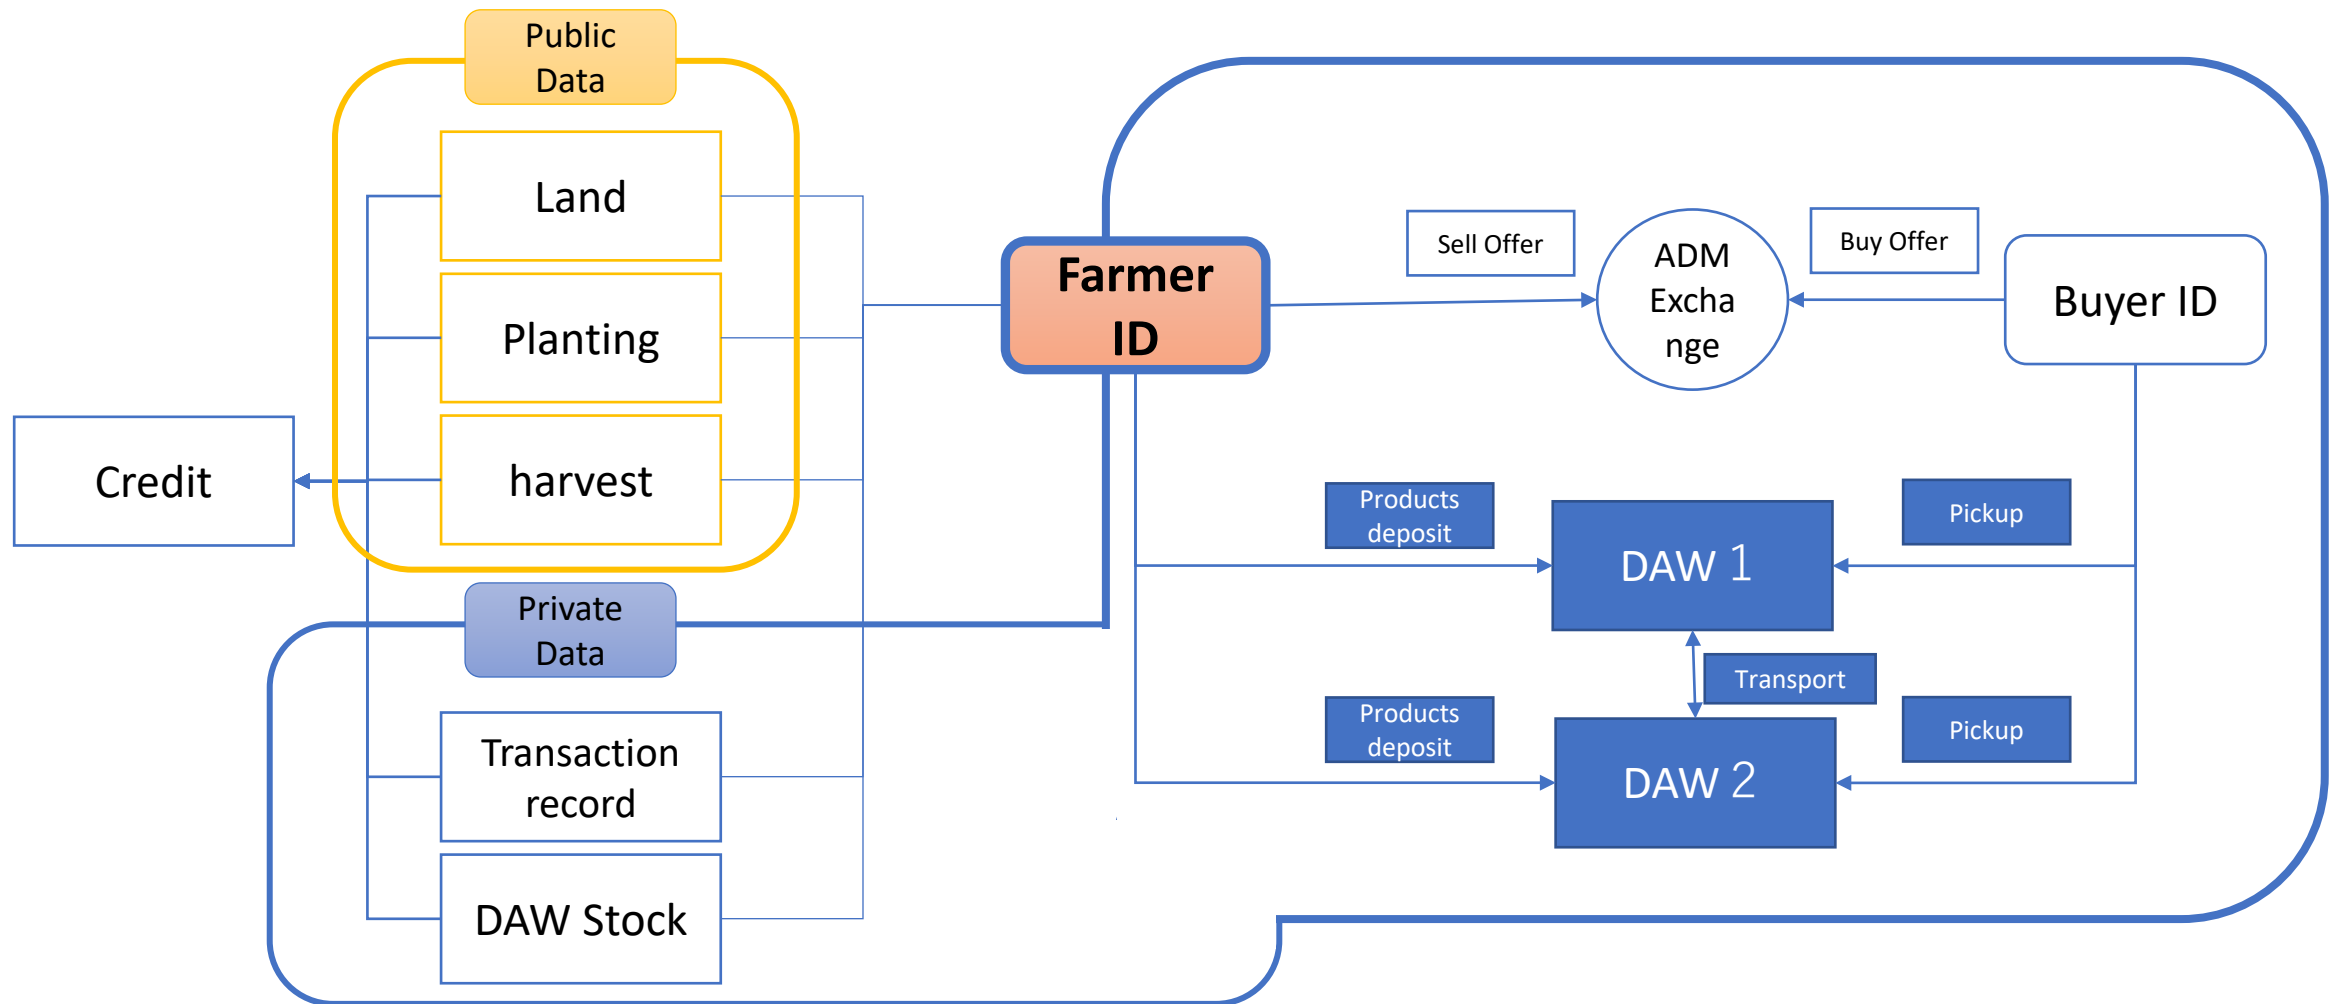 Public
Data
Land
Planting
harvest
Credit
Private
Data
Transaction
record
DAW Stock
Farmer
ID
Sell Offer
ADM
Excha
nge
Buy Offer
Buyer ID
Products
deposit
DAW 1
Pickup
Transport
Products
deposit
DAW 2
Pickup